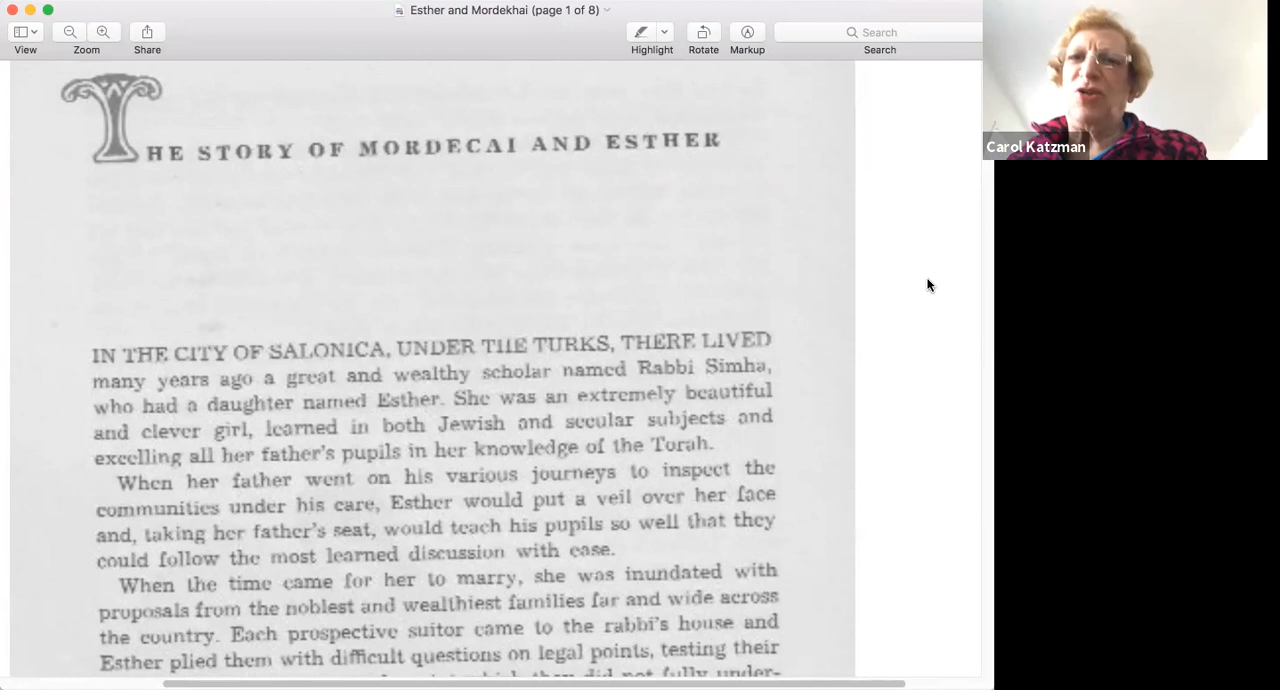 Esther and Mordekhai (page 1 of 8)
View
Zoom
Share
Highlight
Rotate
Markup
Search
Search
Carol Katzman
THE STORY OF MORDECAI AND ESTHER
IN THE CITY OF SALONICA, UNDER THE TURKS, THERE LIVED
many years ago a great and wealthy scholar named Rabbi Simha,
who had a daughter named Esther. She was an extremely beautiful
and clever girl, learned in both Jewish and secular subjects and
excelling all her father's pupils in her knowledge of the Torah.
When her father went on his various journeys to inspect the
communities under his care, Esther would put a veil over her face
and, taking her father's seat, would teach his pupils so well that they
could follow the most learned discussion with ease.
When the time came for her to marry, she was inundated with
proposals from the noblest and wealthiest families far and wide across
the country. Each prospective suitor came to the rabbi's house and
Esther plied them with difficult questions on legal points, testing their
which they did not fully under-